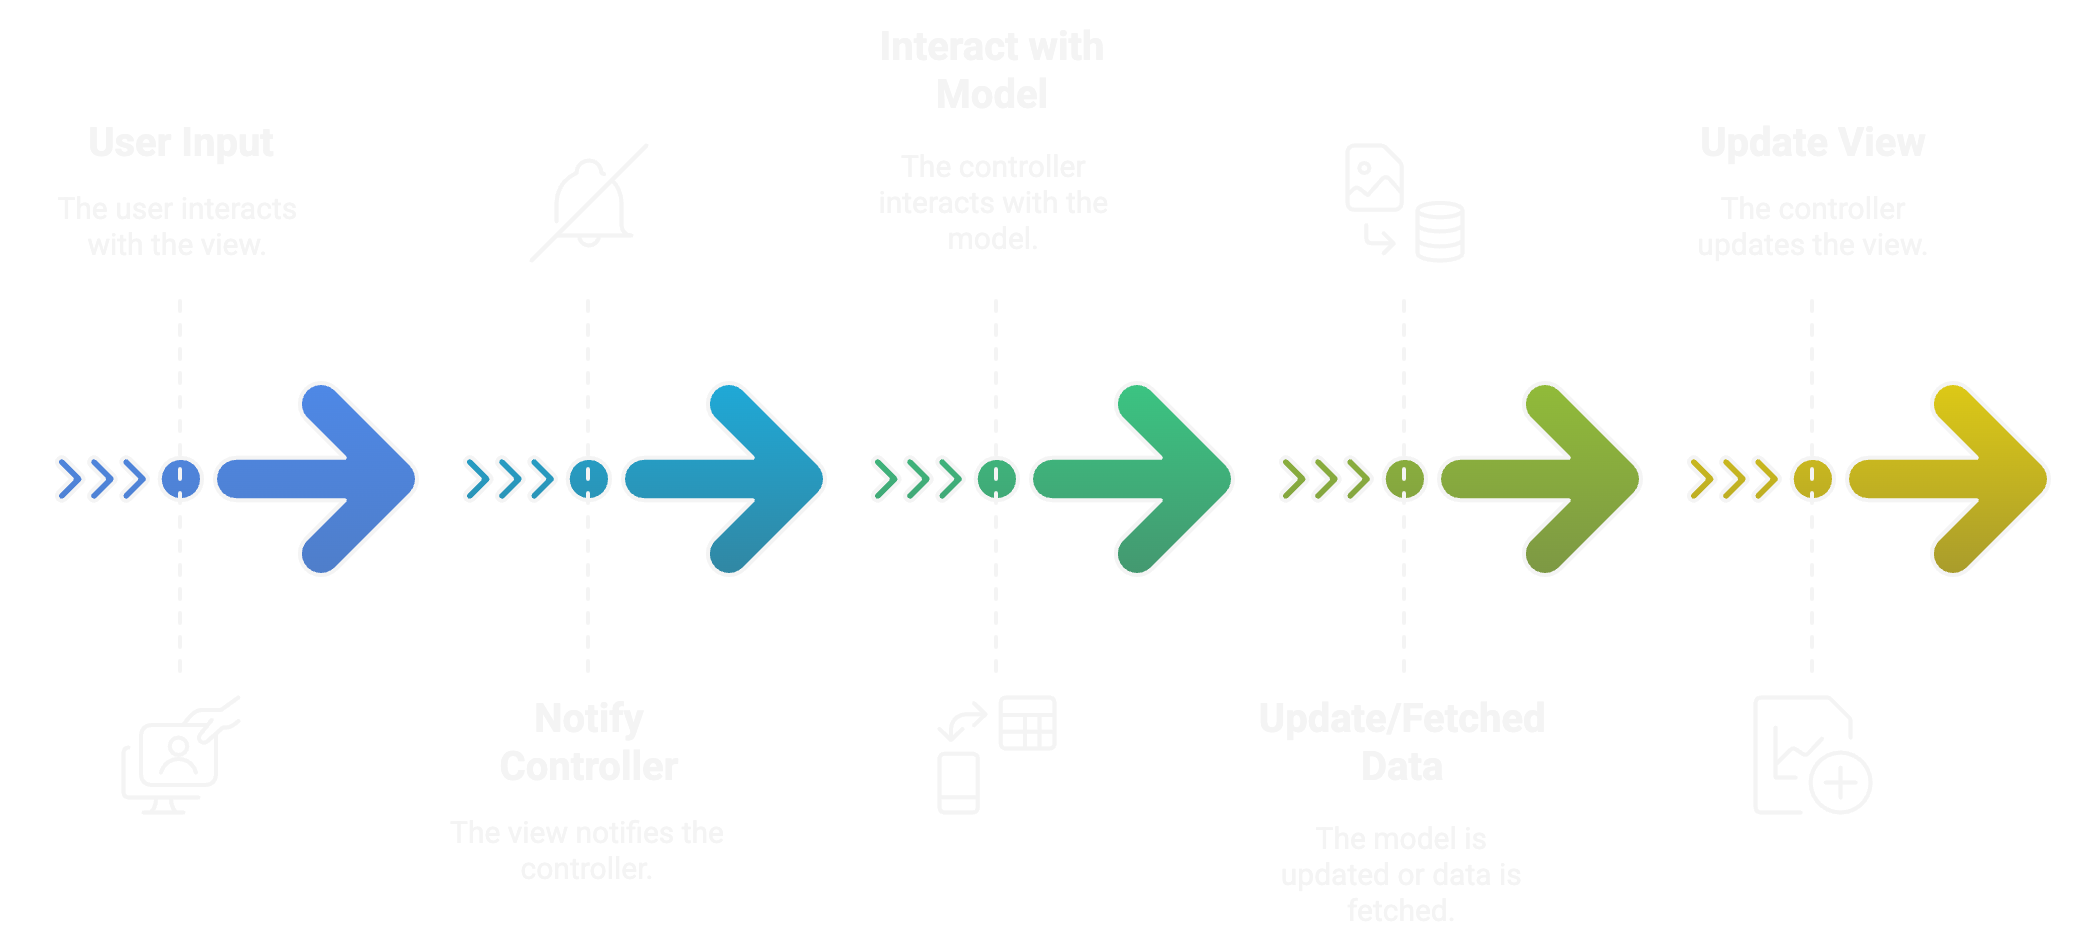 User Input
The user interacts
with the view.
Notify
Controller
The view notifies the
controller.
Interact with
Model
The controller
interacts with the
model.
Update/Fetched
Data
The model is
updated or data is
fetched.
Update View
The controller
updates the view.